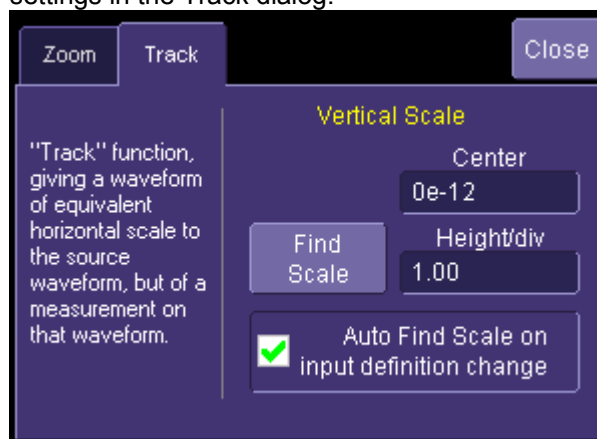 settings in the Track dialog.
Zoom
Track
Close
"Track" function,
giving a waveform
of equivalent
horizontal scale to
the source
waveform, but of a
measurement on
that waveform.
Vertical Scale
Center
0e-12
Find
Scale
Height/div
1.00
Auto Find Scale on
input definition change